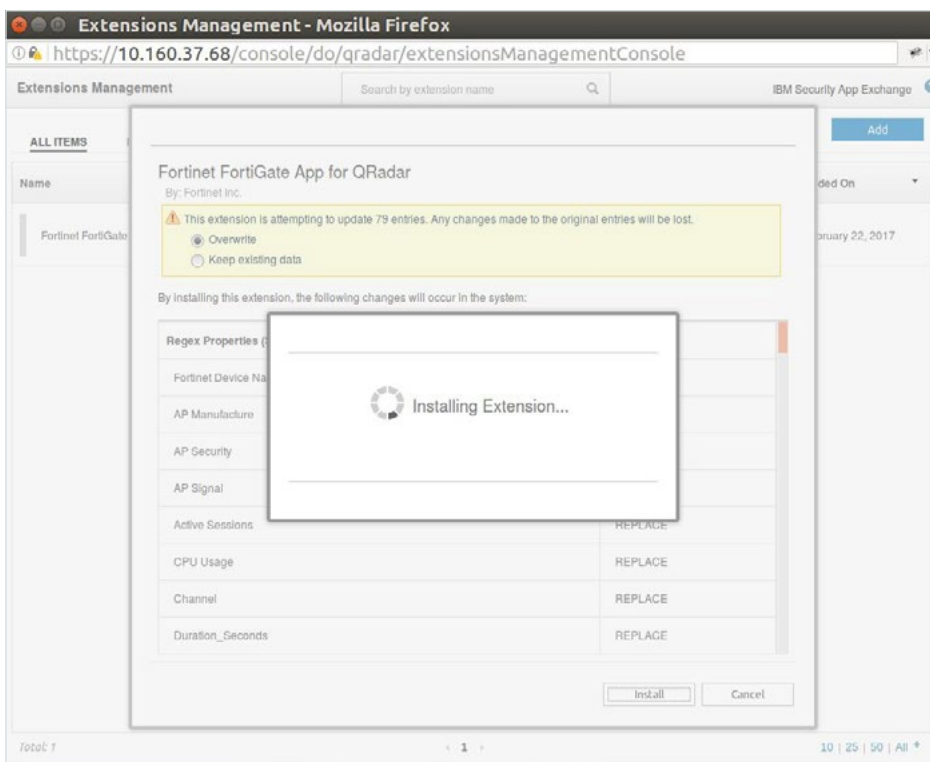 Extensions Management - Mozilla Firefox
https://10.160.37.68/console/do/qradar/extensionsManagementConsole
Extensions Management
Search by extension name
IBM Security App Exchange
ALL ITEMS
Add
Name
ded On
Fortinet FortiGate
bruary 22, 2017
Fortinet FortiGate App for QRadar
By: Fortinet Inc.
This extension is attempting to update 79 entries. Any changes made to the original entries will be lost.
Overwrite
Keep existing data
By installing this extension, the following changes will occur in the system:
Regex Properties (
Fortinet Device Na
AP Manufacture
AP Security
AP Signal
Installing Extension...
Active Sessions REPLACE
CPU Usage REPLACE
Channel REPLACE
Duration_Seconds REPLACE
Install Cancel
Total: 1
1
10 | 25 | 50 | All